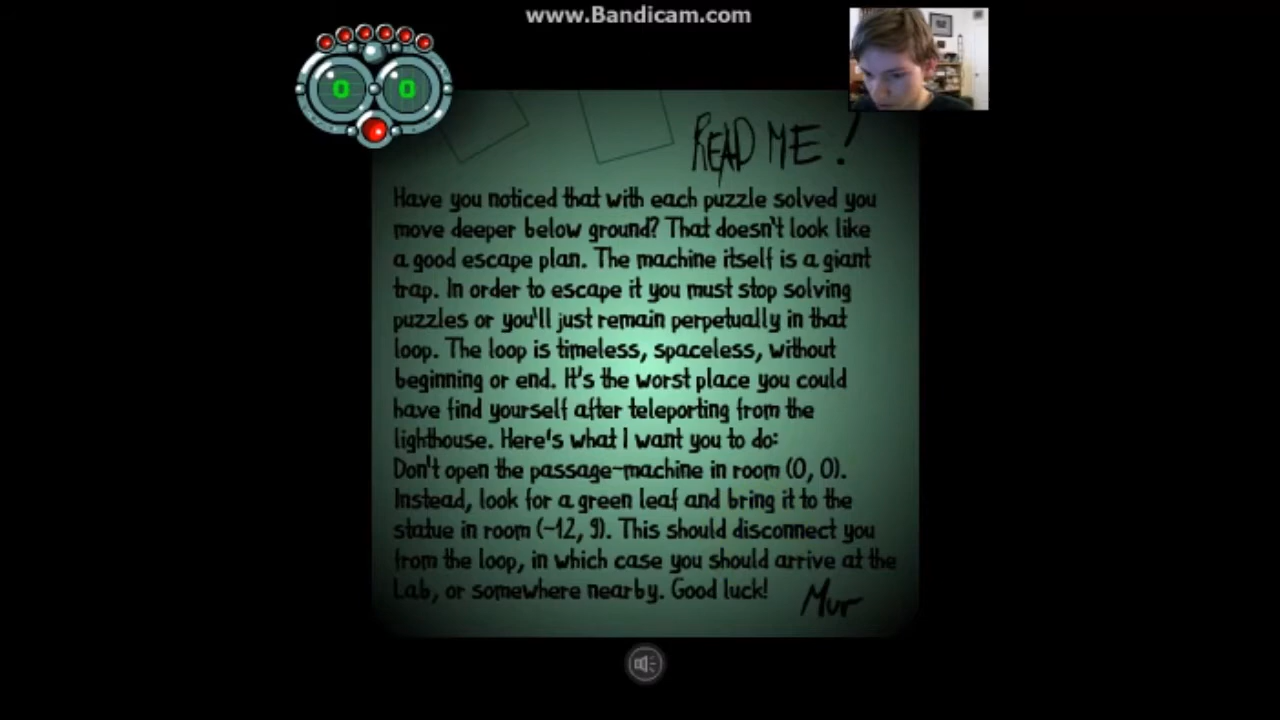 www.Bandicam.com
0 0
READ ME!
Have you noticed that with each puzzle solved you
move deeper below ground? That doesn't look like
a good escape plan. The machine itself is a giant
trap. In order to escape it you must stop solving
puzzles or you'll just remain perpetually in that
loop. The loop is timeless, spaceless, without
beginning or end. It's the worst place you could
have find yourself after teleporting from the
lighthouse. Here's what I want you to do:
Don't open the passage-machine in room (0, 0).
Instead, look for a green leaf and bring it to the
statue in room (-12, 9). This should disconnect you
from the loop, in which case you should arrive at the
Lab, or somewhere nearby. Good luck!
Mur